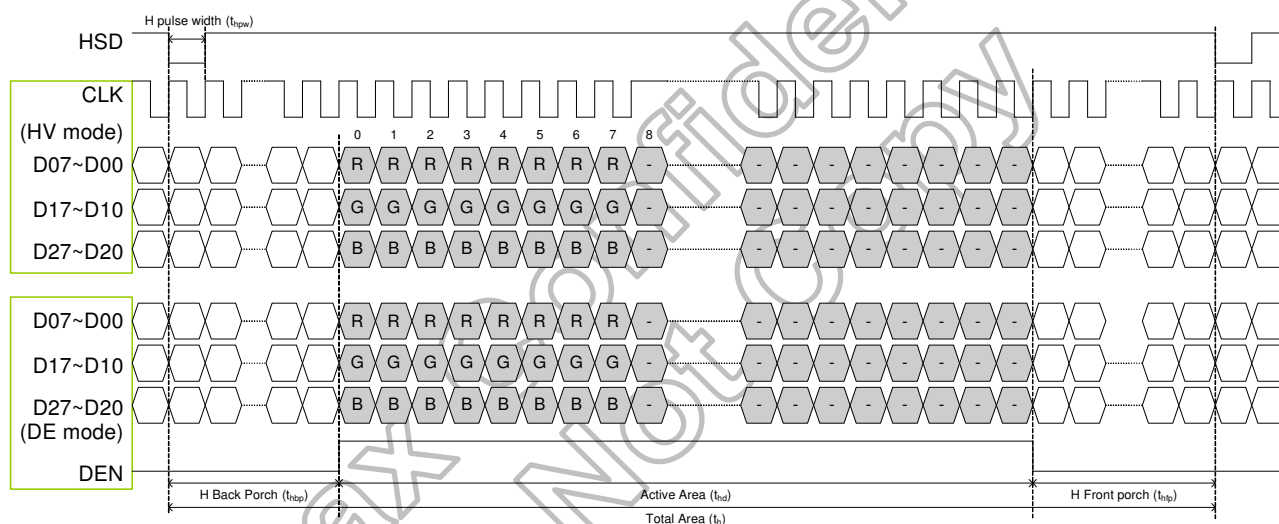 H pulse width (thpw)
HSD
CLK
(HV mode)
0 1 2 3 4 5 6 7 8
D07~D00 R R R R R R R R - - - - - - - - -
D17~D10 G G G G G G G G - - - - - - - - -
D27~D20 B B B B B B B B - - - - - - - - -
D07~D00 R R R R R R R R - - - - - - - - -
D17~D10 G G G G G G G G - - - - - - - - -
D27~D20 B B B B B B B B - - - - - - - - -
(DE mode)
DEN
H Back Porch (thbp) Active Area (thd) H Front porch (thfp)
Total Area (th)
Not Copy